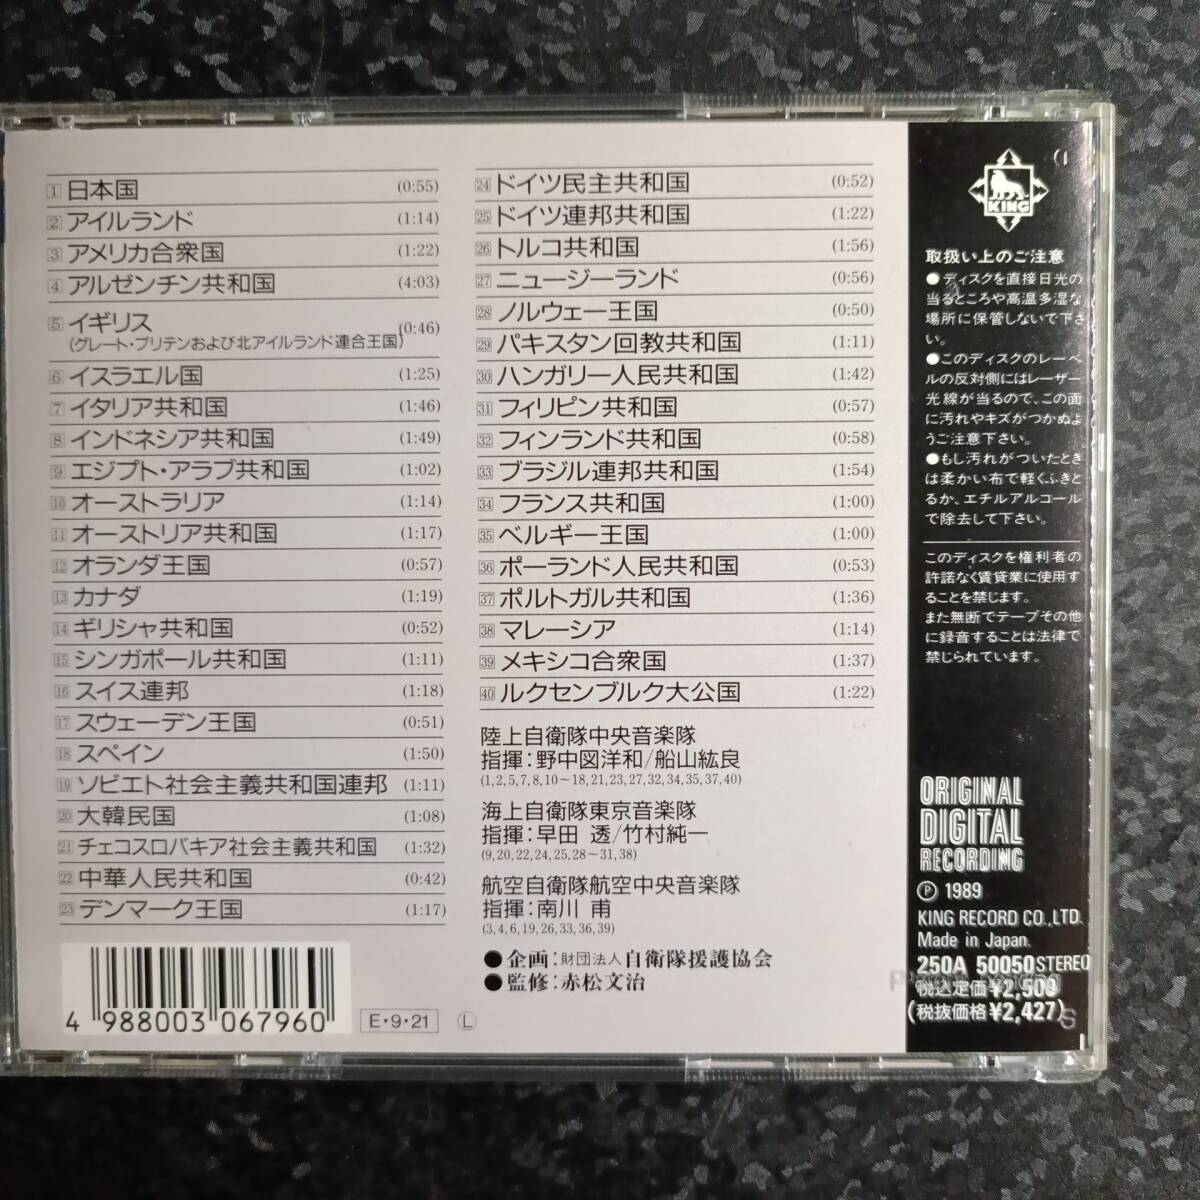 1 日本国 (0:55)
2 アイルランド (1:14)
3 アメリカ合衆国 (1:22)
4 アルゼンチン共和国 (4:03)
5 イギリス (0:46)
(グレート・ブリテンおよび北アイルランド連合王国)
6 イスラエル国 (1:25)
7 イタリア共和国 (1:46)
8 インドネシア共和国 (1:49)
9 エジプト・アラブ共和国 (1:02)
10 オーストラリア (1:14)
11 オーストリア共和国 (1:17)
12 オランダ王国 (0:57)
13 カナダ (1:19)
14 ギリシャ共和国 (0:52)
15 シンガポール共和国 (1:11)
16 スイス連邦 (1:18)
17 スウェーデン王国 (0:51)
18 スペイン (1:50)
19 ソビエト社会主義共和国連邦 (1:11)
20 大韓民国 (1:08)
21 チェコスロバキア社会主義共和国 (1:32)
22 中華人民共和国 (0:42)
23 デンマーク王国 (1:17)
4 988003 067960
E・9・21 Ⓛ
24 ドイツ民主共和国 (0:52)
25 ドイツ連邦共和国 (1:22)
26 トルコ共和国 (1:56)
27 ニュージーランド (0:56)
28 ノルウェー王国 (0:50)
29 パキスタン回教共和国 (1:11)
30 ハンガリー人民共和国 (1:42)
31 フィリピン共和国 (0:57)
32 フィンランド共和国 (0:58)
33 ブラジル連邦共和国 (1:54)
34 フランス共和国 (1:00)
35 ベルギー王国 (1:00)
36 ポーランド人民共和国 (0:53)
37 ポルトガル共和国 (1:36)
38 マレーシア (1:14)
39 メキシコ合衆国 (1:37)
40 ルクセンブルク大公国 (1:22)
陸上自衛隊中央音楽隊
指揮:野中図洋和/船山紘良
(1,2,5,7,8,10〜18,21,23,27,32,34,35,37,40)
海上自衛隊東京音楽隊
指揮:早田 透/竹村純一
(9,20,22,24,25,28〜31,38)
航空自衛隊航空中央音楽隊
指揮:南川 甫
(3,4,6,19,26,33,36,39)
●企画:財団法人自衛隊援護協会
●監修:赤松文治
KING
取扱い上のご注意
●ディスクを直接日光の
当るところや高温多湿な
場所に保管しないで下さ
い。
●このディスクのレーベ
ルの反対側にはレーザー
光線が当るので、この面
に汚れやキズがつかぬよ
うご注意下さい。
●もし汚れがついたとき
は柔かい布で軽くふきと
るか、エチルアルコール
で除去して下さい。
このディスクを権利者の
許諾なく賃貸業に使用す
ることを禁じます。
また無断でテープその他
に録音することは法律で
禁じられています。
ORIGINAL
DIGITAL
RECORDING
Ⓟ 1989
KING RECORD CO.,LTD.
Made in Japan.
250A 50050 STEREO
税込定価¥2,500
(税抜価格¥2,427)